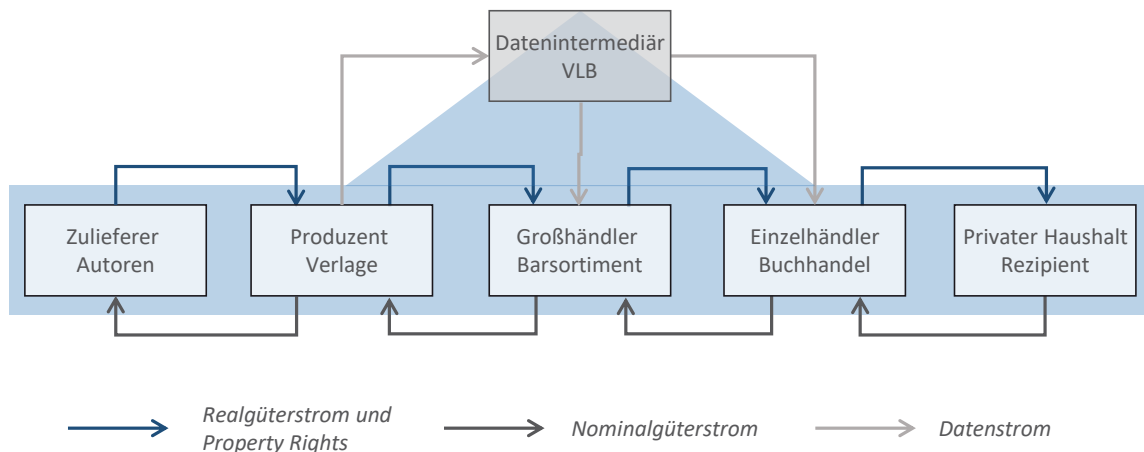 Datenintermediär
VLB
Zulieferer
Autoren
Produzent
Verlage
Großhändler
Barsortiment
Einzelhändler
Buchhandel
Privater Haushalt
Rezipient
Realgüterstrom und
Property Rights
Nominalgüterstrom
Datenstrom